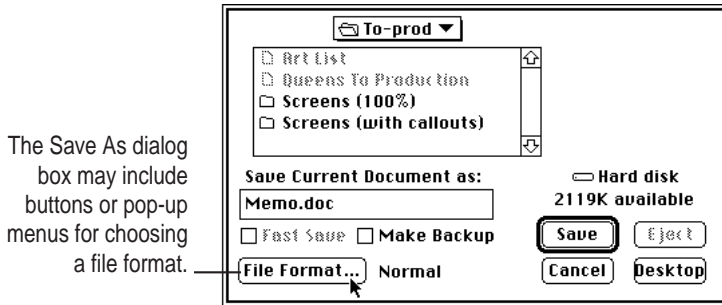 To-prod
Art List
Queens To Production
Screens (100%)
Screens (with callouts)
The Save As dialog
box may include
buttons or pop-up
menus for choosing
a file format.
Save Current Document as:
Memo.doc
Fast Save Make Backup
File Format... Normal
Hard disk
2119K available
Save Eject
Cancel Desktop